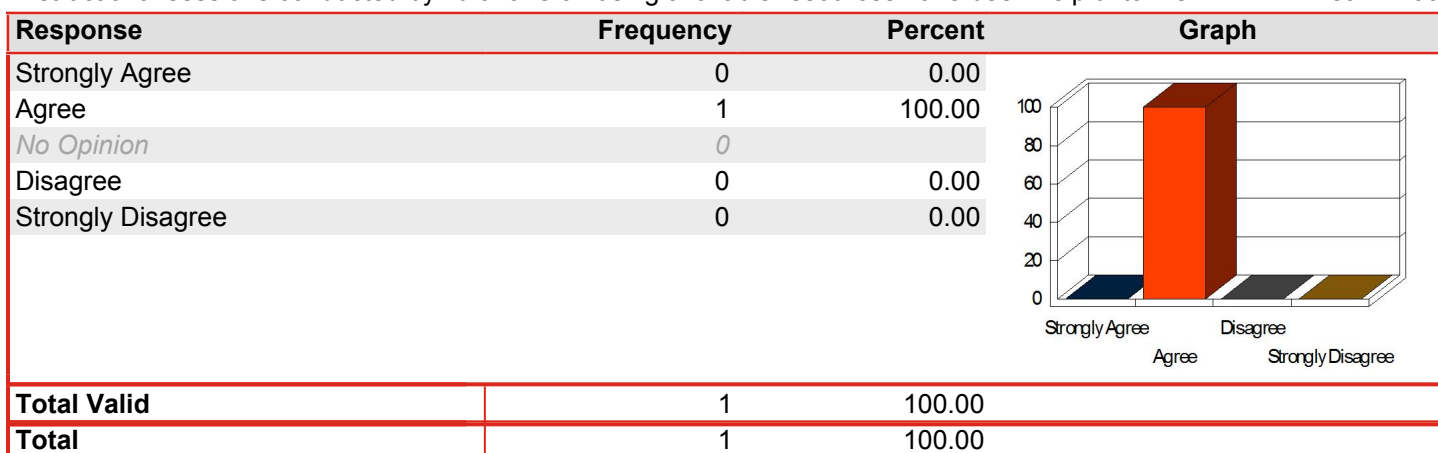 Response Frequency Percent Graph
Strongly Agree 0 0.00
Agree 1 100.00
No Opinion 0
Disagree 0 0.00
Strongly Disagree 0 0.00
100
80
60
40
20
0
Strongly Agree Disagree
Agree Strongly Disagree
Total Valid 1 100.00
Total 1 100.00